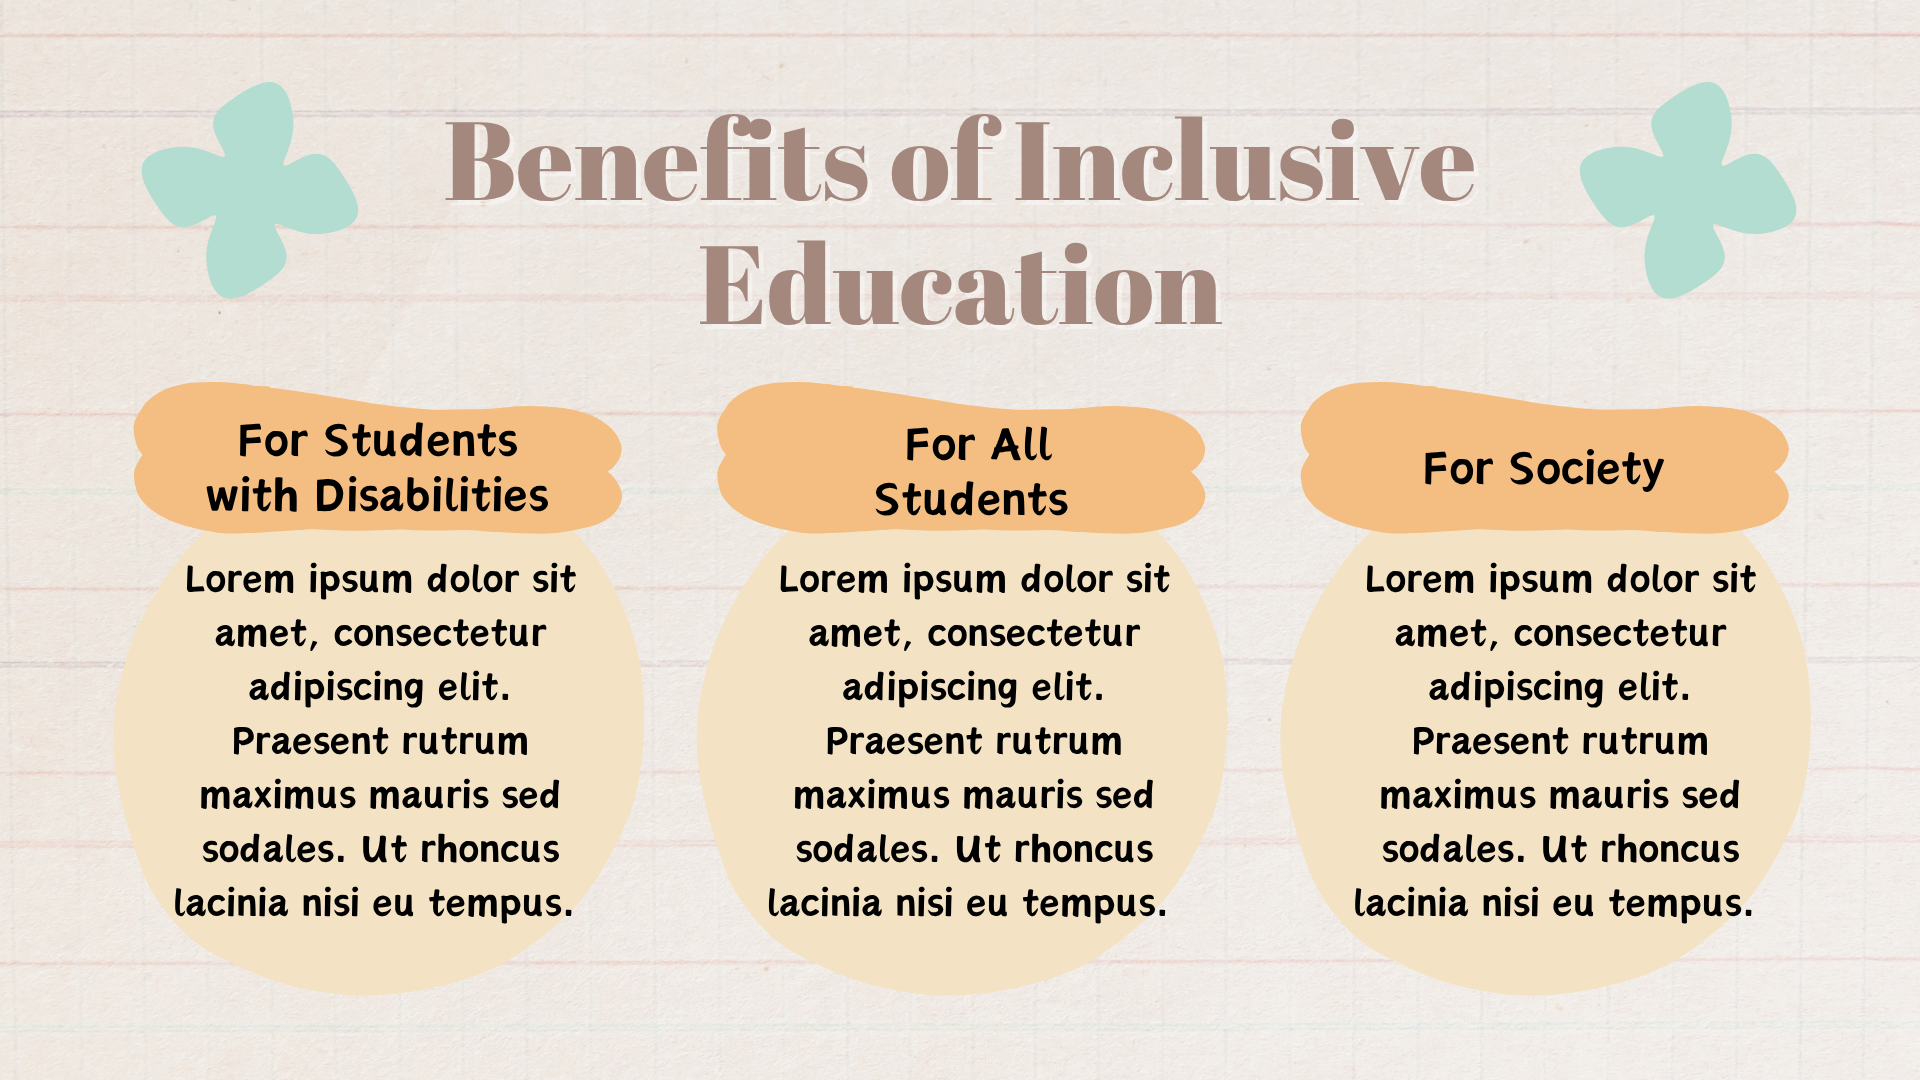 Benefits of Inclusive
Education
For Students
with Disabilities
Lorem ipsum dolor sit
amet, consectetur
adipiscing elit.
Praesent rutrum
maximus mauris sed
sodales. Ut rhoncus
lacinia nisi eu tempus.
For All
Students
Lorem ipsum dolor sit
amet, consectetur
adipiscing elit.
Praesent rutrum
maximus mauris sed
sodales. Ut rhoncus
lacinia nisi eu tempus.
For Society
Lorem ipsum dolor sit
amet, consectetur
adipiscing elit.
Praesent rutrum
maximus mauris sed
sodales. Ut rhoncus
lacinia nisi eu tempus.